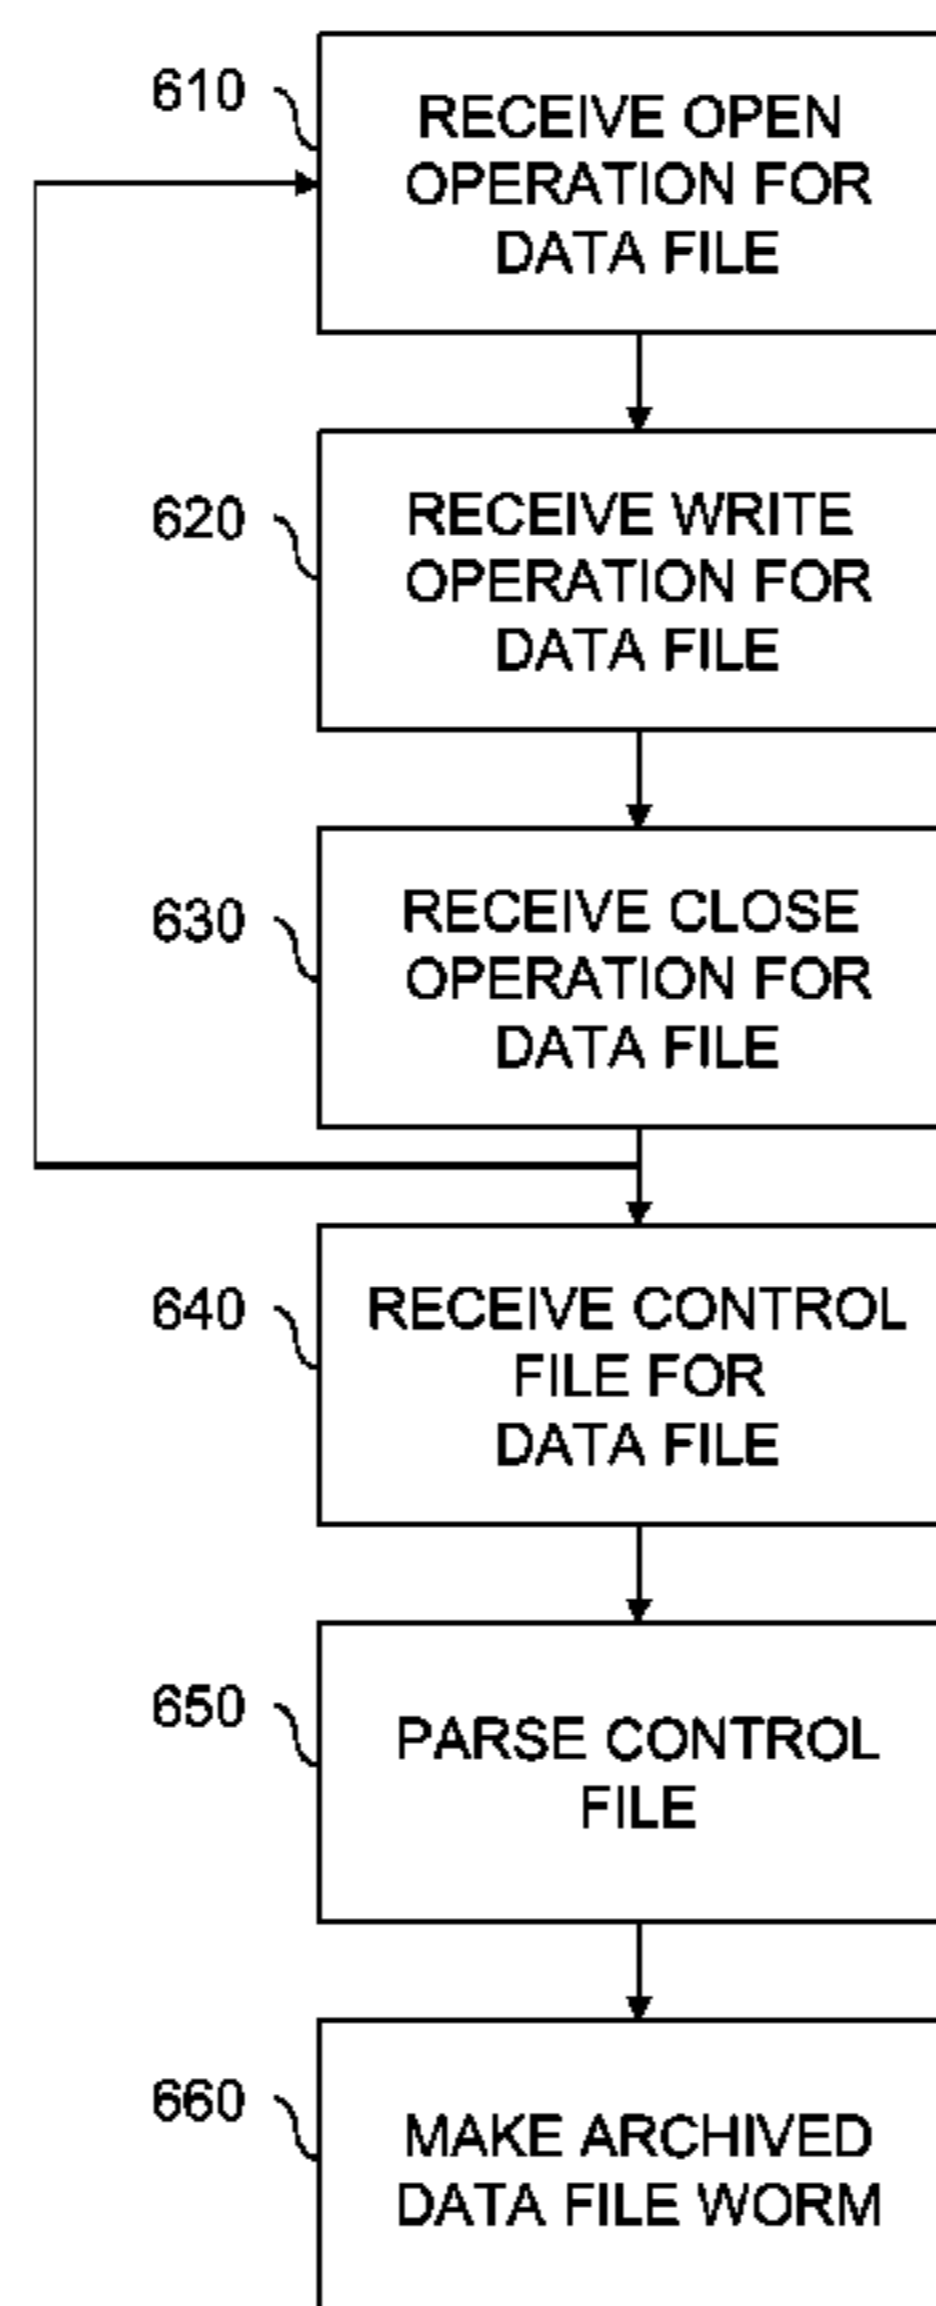 610
RECEIVE OPEN
OPERATION FOR
DATA FILE
620
RECEIVE WRITE
OPERATION FOR
DATA FILE
630
RECEIVE CLOSE
OPERATION FOR
DATA FILE
640
RECEIVE CONTROL
FILE FOR
DATA FILE
650
PARSE CONTROL
FILE
660
MAKE ARCHIVED
DATA FILE WORM